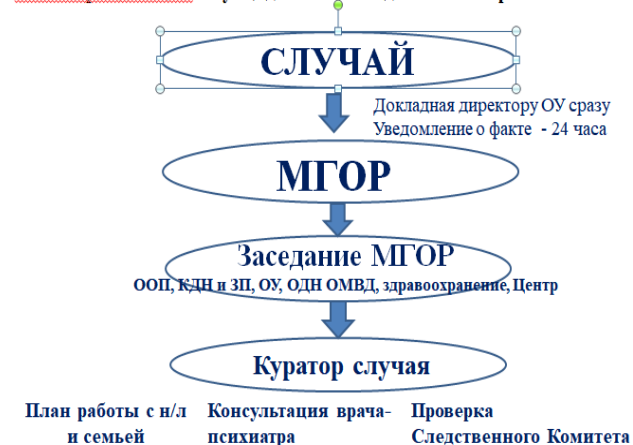 СЛУЧАЙ
Докладная директору ОУ сразу
Уведомление о факте - 24 часа
МГОР
Заседание МГОР
ООП, КДН и ЗП, ОУ, ОДН ОМВД, здравоохранение, Центр
Куратор случая
План работы с н/л
и семьей
Консультация врача-
психиатра
Проверка
Следственного Комитета